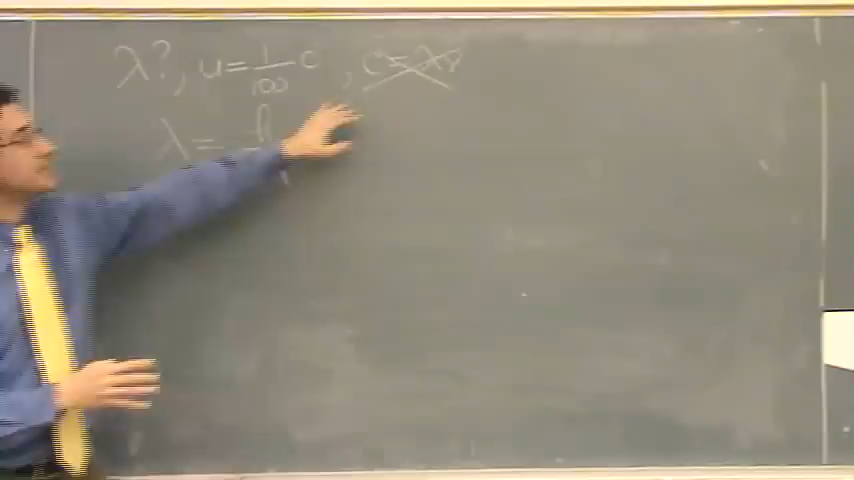 λ?, u = 1/100 c, c = λν
λ = h